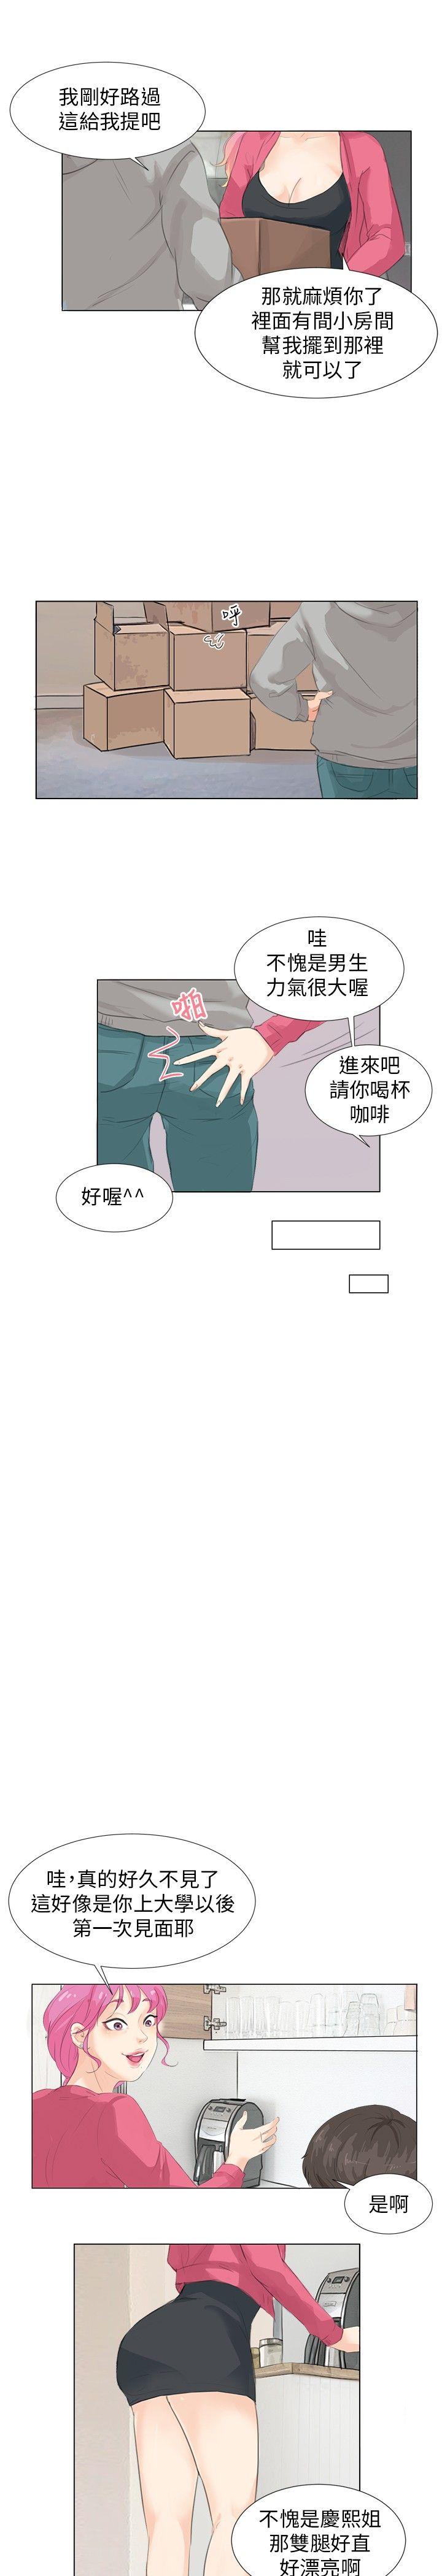 我剛好路過
這給我提吧
那就麻煩你了
裡面有間小房間
幫我擺到那裡
就可以了
呼
哇
不愧是男生
力氣很大喔
啪
進來吧
請你喝杯
咖啡
好喔^^
哇,真的好久不見了
這好像是你上大學以後
第一次見面耶
是啊
不愧是慶熙姐
那雙腿好直
好漂亮啊